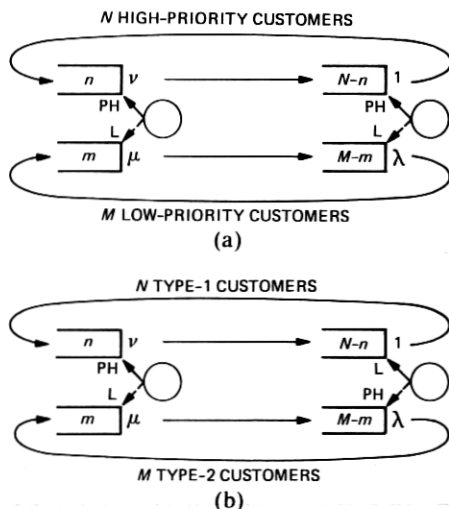 N HIGH-PRIORITY CUSTOMERS
n ν N-n 1
PH PH
L L
m μ M-m λ
M LOW-PRIORITY CUSTOMERS
(a)
N TYPE-1 CUSTOMERS
n ν N-n 1
PH L
L PH
m μ M-m λ
M TYPE-2 CUSTOMERS
(b)